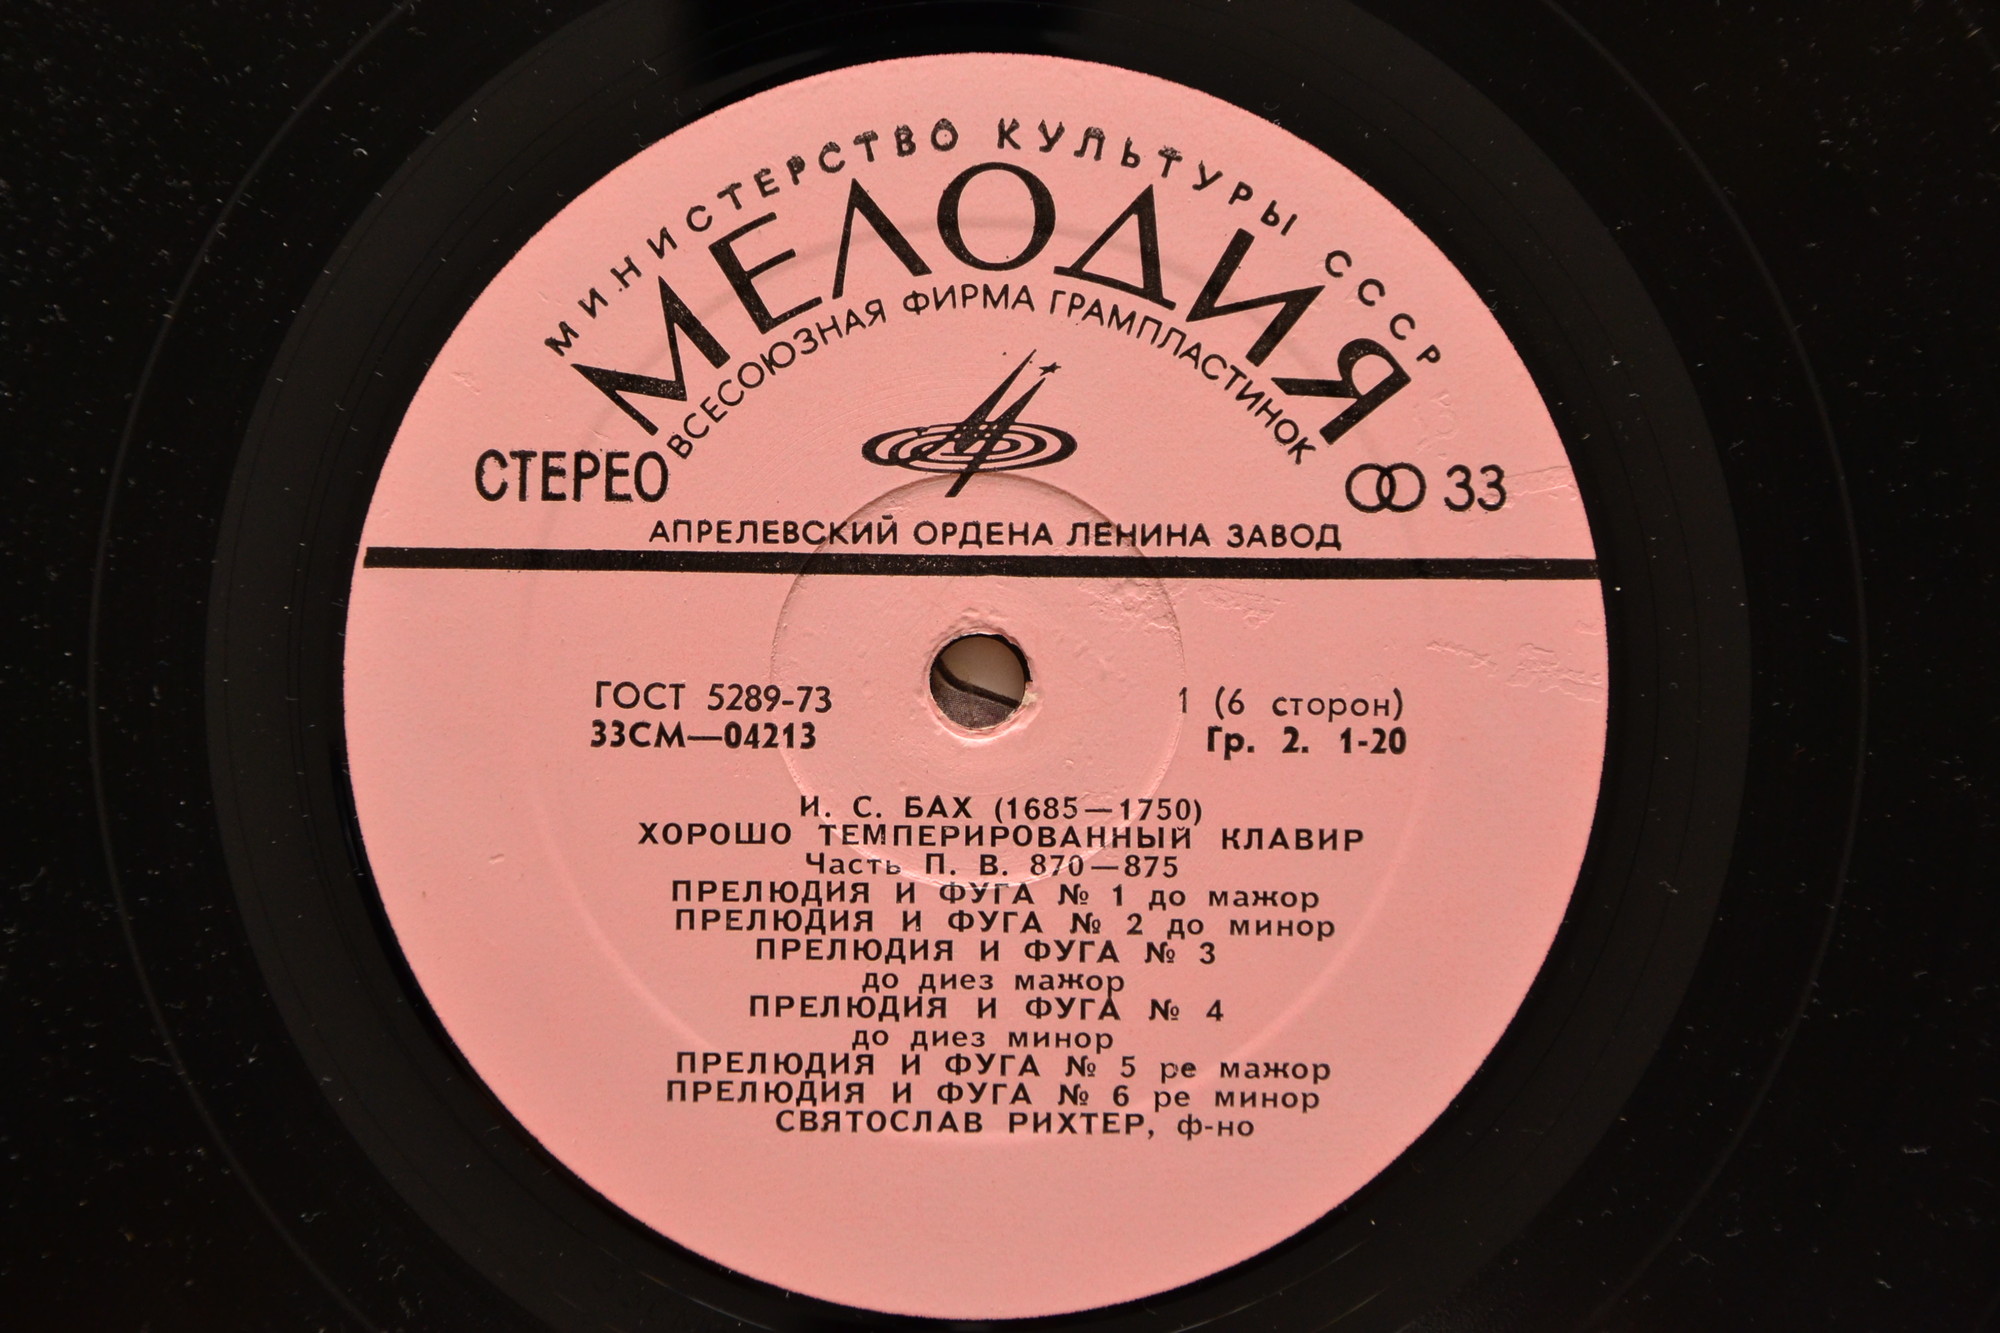 МИНИСТЕРСТВО КУЛЬТУРЫ СССР
МЕЛОДИЯ
ВСЕСОЮЗНАЯ ФИРМА ГРАМПЛАСТИНОК
СТЕРЕО
33
АПРЕЛЕВСКИЙ ОРДЕНА ЛЕНИНА ЗАВОД
ГОСТ 5289-73
33СМ—04213
1 (6 сторон)
Гр. 2. 1-20
И. С. БАХ (1685—1750)
ХОРОШО ТЕМПЕРИРОВАННЫЙ КЛАВИР
Часть П. В. 870—875
ПРЕЛЮДИЯ И ФУГА № 1 до мажор
ПРЕЛЮДИЯ И ФУГА № 2 до минор
ПРЕЛЮДИЯ И ФУГА № 3
до диез мажор
ПРЕЛЮДИЯ И ФУГА № 4
до диез минор
ПРЕЛЮДИЯ И ФУГА № 5 ре мажор
ПРЕЛЮДИЯ И ФУГА № 6 ре минор
СВЯТОСЛАВ РИХТЕР, ф-но